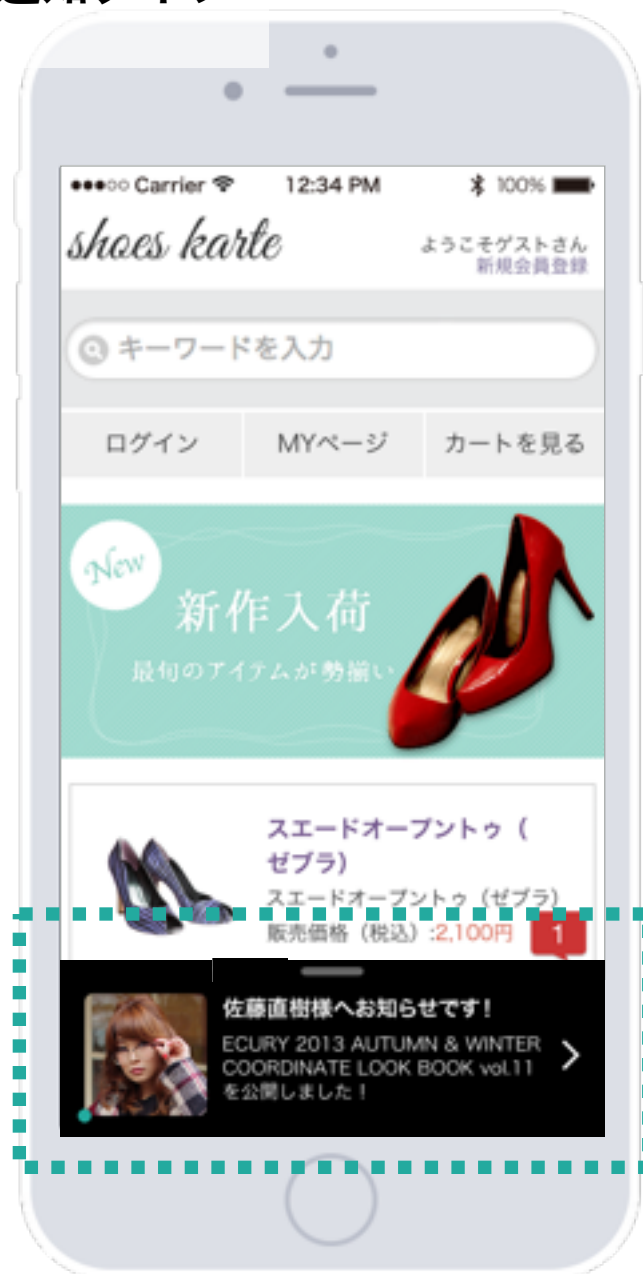 Carrier 12:34 PM 100%
shoes karte
ようこそゲストさん
新規会員登録
キーワードを入力
ログイン MYページ カートを見る
New
新作入荷
最旬のアイテムが勢揃い
スエードオープントゥ（
ゼブラ）
スエードオープントゥ（ゼブラ）
販売価格（税込）:2,100円 1
佐藤直樹様へお知らせです！
ECURY 2013 AUTUMN & WINTER
COORDINATE LOOK BOOK vol.11
を公開しました！